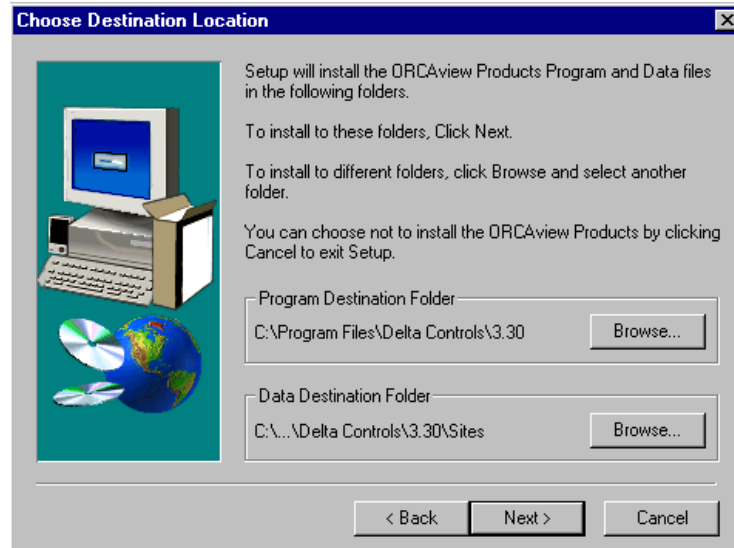 Choose Destination Location
Setup will install the ORCAview Products Program and Data files
in the following folders.
To install to these folders, Click Next.
To install to different folders, click Browse and select another
folder.
You can choose not to install the ORCAview Products by clicking
Cancel to exit Setup.
Program Destination Folder
C:\Program Files\Delta Controls\3.30
Browse...
Data Destination Folder
C:\...\Delta Controls\3.30\Sites
Browse...
< Back
Next >
Cancel